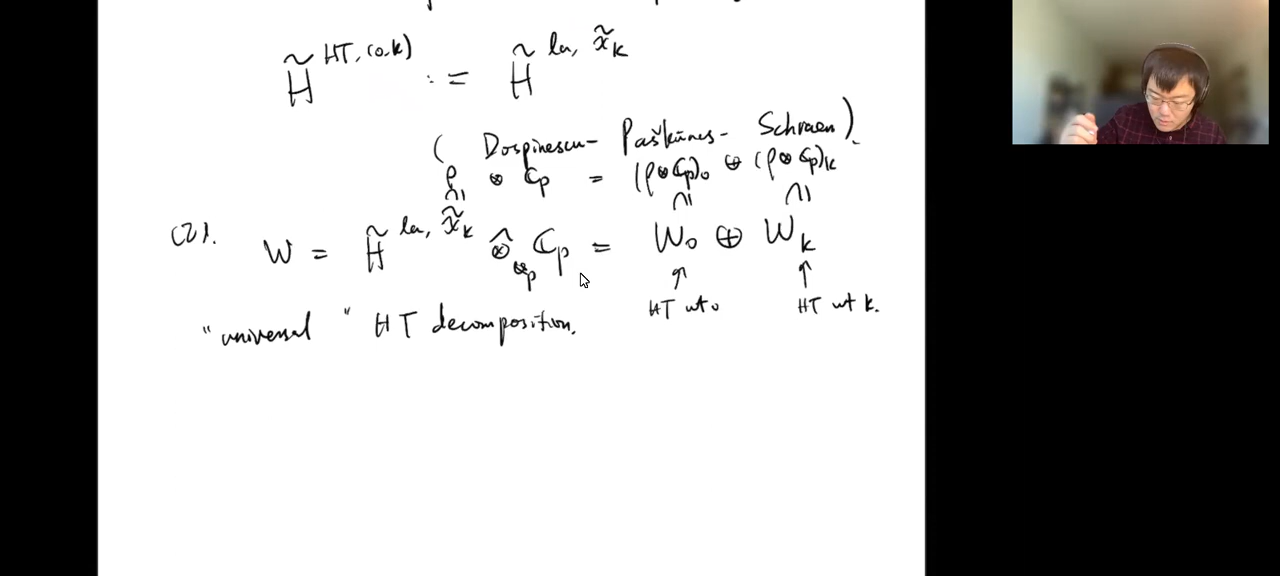 H̃^{HT,(0,k)} := H̃^{la, χ̃_k}
( Dospinescu - Paškūnas - Schraen ).
ρ ⊗ C_p = (ρ⊗C_p)_0 ⊕ (ρ⊗C_p)_k
∩| ∩| ∩|
(2). W = H̃^{la, χ̃_k} ⊗̂_{Q_p} C_p = W_0 ⊕ W_k
↑ ↑
HT wt 0 HT wt k.
"universal" HT decomposition.